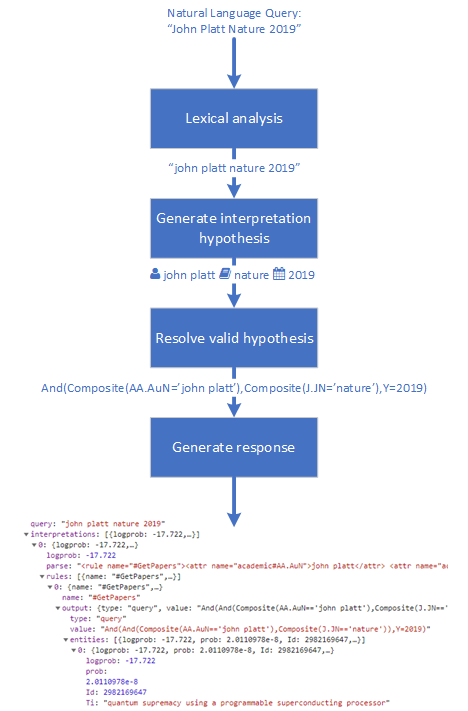 Natural Language Query:
“John Platt Nature 2019”
Lexical analysis
“john platt nature 2019”
Generate interpretation
hypothesis
john platt nature 2019
Resolve valid hypothesis
And(Composite(AA.AuN=’john platt’),Composite(J.JN=’nature’),Y=2019)
Generate response
query: "john platt nature 2019"
interpretations: [{logprob: -17.722,…}]
0: {logprob: -17.722,…}
logprob: -17.722
parse: "<rule name="#GetPapers"><attr name="academic#AA.AuN">john platt</attr> <attr name="ac
rules: [{name: "#GetPapers",…}]
0: {name: "#GetPapers",…}
name: "#GetPapers"
output: {type: "query", value: "And(And(Composite(AA.AuN=='john platt'),Composite(J.JN=='
type: "query"
value: "And(And(Composite(AA.AuN=='john platt'),Composite(J.JN=='nature')),Y=2019)"
entities: [{logprob: -17.722, prob: 2.0110978e-8, Id: 2982169647,…}]
0: {logprob: -17.722, prob: 2.0110978e-8, Id: 2982169647,…}
logprob: -17.722
prob:
2.0110978e-8
Id: 2982169647
Ti: "quantum supremacy using a programmable superconducting processor"